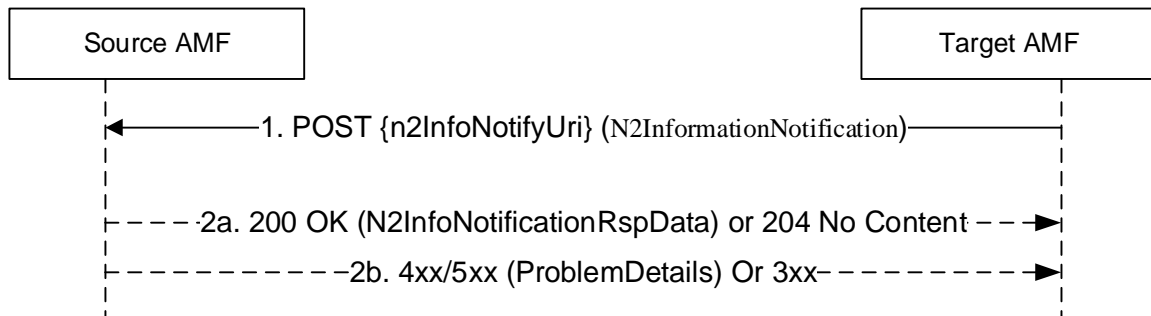 Source AMF
Target AMF
1. POST {n2InfoNotifyUri} (N2InformationNotification)
2a. 200 OK (N2InfoNotificationRspData) or 204 No Content
2b. 4xx/5xx (ProblemDetails) Or 3xx